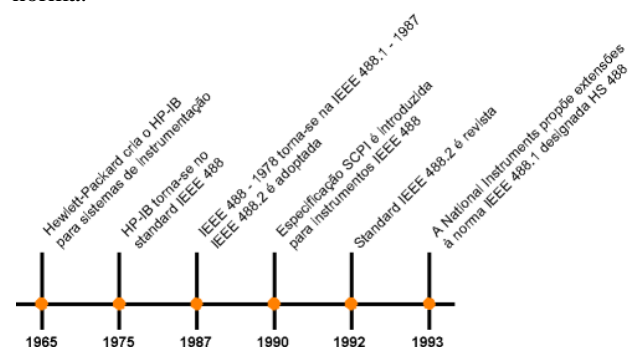 norma.
Hewlett-Packard cria o HP-IB
para sistemas de instrumentação
HP-IB torna-se no
standard IEEE 488
IEEE 488 - 1978 torna-se na IEEE 488.1 - 1987
IEEE 488.2 é adoptada
Especificação SCPI é introduzida
para instrumentos IEEE 488
Standard IEEE 488.2 é revista
A National Instruments propõe extensões
à norma IEEE 488.1 designada HS 488
1965
1975
1987
1990
1992
1993